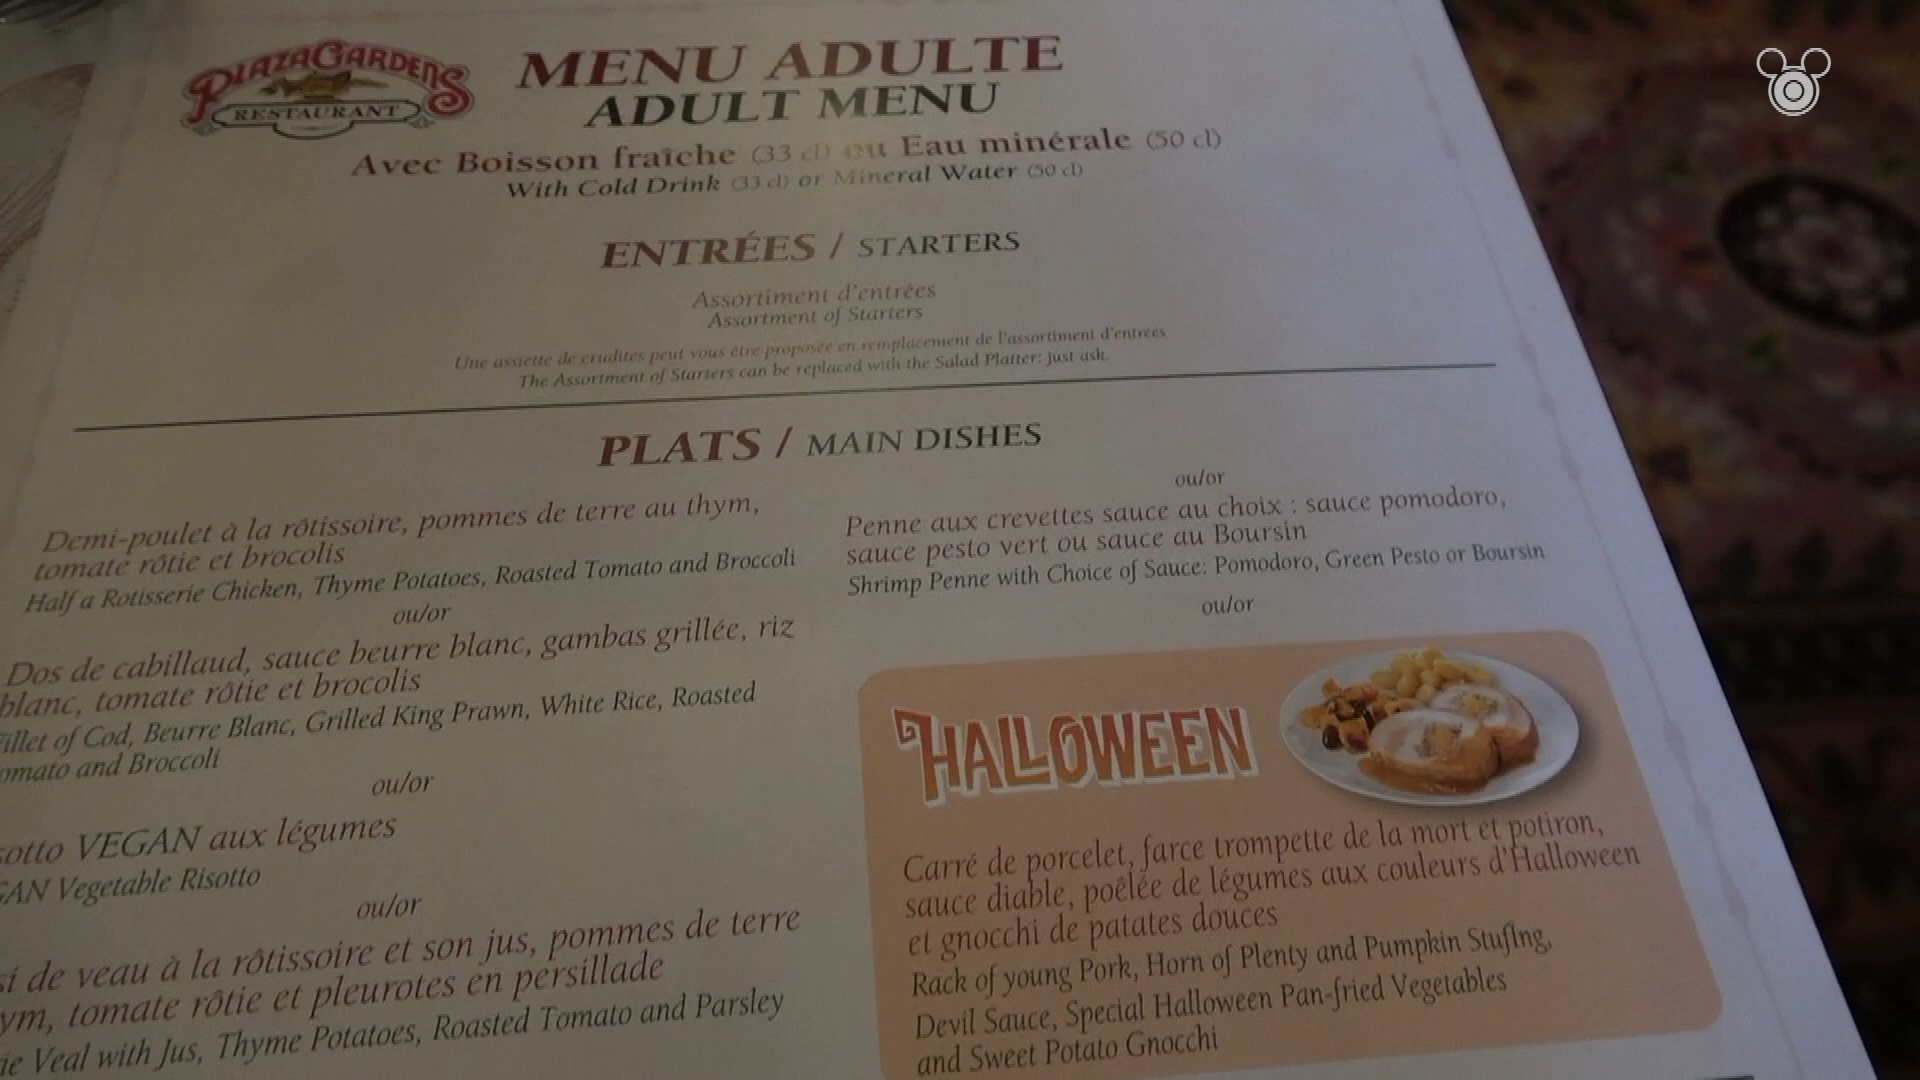 PLAZA GARDENS
RESTAURANT
MENU ADULTE
ADULT MENU
Avec Boisson fraîche (33 cl) ou Eau minérale (50 cl)
With Cold Drink (33 cl) or Mineral Water (50 cl)
ENTRÉES / STARTERS
Assortiment d'entrées
Assortment of Starters
Une assiette de crudités peut vous être proposée en remplacement de l'assortiment d'entrées
The Assortment of Starters can be replaced with the Salad Platter: just ask.
PLATS / MAIN DISHES
Demi-poulet à la rôtissoire, pommes de terre au thym,
tomate rôtie et brocolis
Half a Rotisserie Chicken, Thyme Potatoes, Roasted Tomato and Broccoli
ou/or
Dos de cabillaud, sauce beurre blanc, gambas grillée, riz
blanc, tomate rôtie et brocolis
of Cod, Beurre Blanc, Grilled King Prawn, White Rice, Roasted
and Broccoli
ou/or
VEGAN aux légumes
Vegetable Risotto
ou/or
de veau à la rôtissoire et son jus, pommes de terre
tomate rôtie et pleurotes en persillade
Veal with Jus, Thyme Potatoes, Roasted Tomato and Parsley
ou/or
Penne aux crevettes sauce au choix : sauce pomodoro,
sauce pesto vert ou sauce au Boursin
Shrimp Penne with Choice of Sauce: Pomodoro, Green Pesto or Boursin
ou/or
HALLOWEEN
Carré de porcelet, farce trompette de la mort et potiron,
sauce diable, poêlée de légumes aux couleurs d'Halloween
et gnocchi de patates douces
Rack of young Pork, Horn of Plenty and Pumpkin Stufing,
Devil Sauce, Special Halloween Pan-fried Vegetables
and Sweet Potato Gnocchi